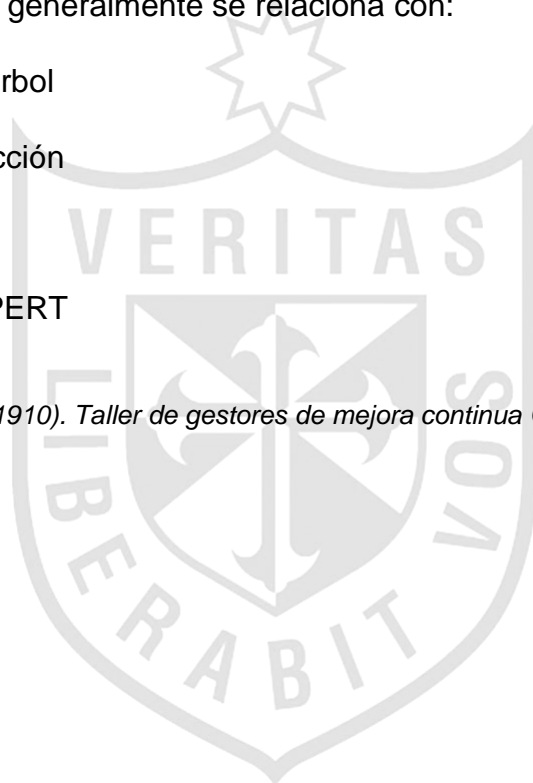 generalmente se relaciona con:
rbol
cción
PERT
1910). Taller de gestores de mejora continua
VERITAS
LIBERABIT
VOS